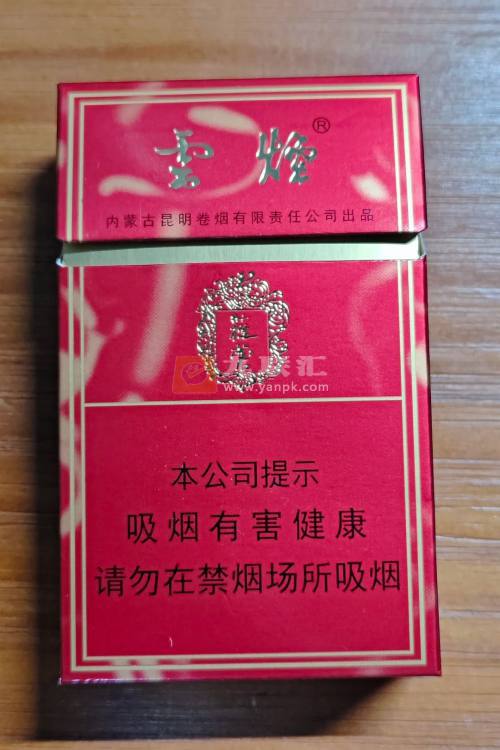 雲煙®
内蒙古昆明卷烟有限责任公司出品
www.yanpk.com
本公司提示
吸烟有害健康
请勿在禁烟场所吸烟